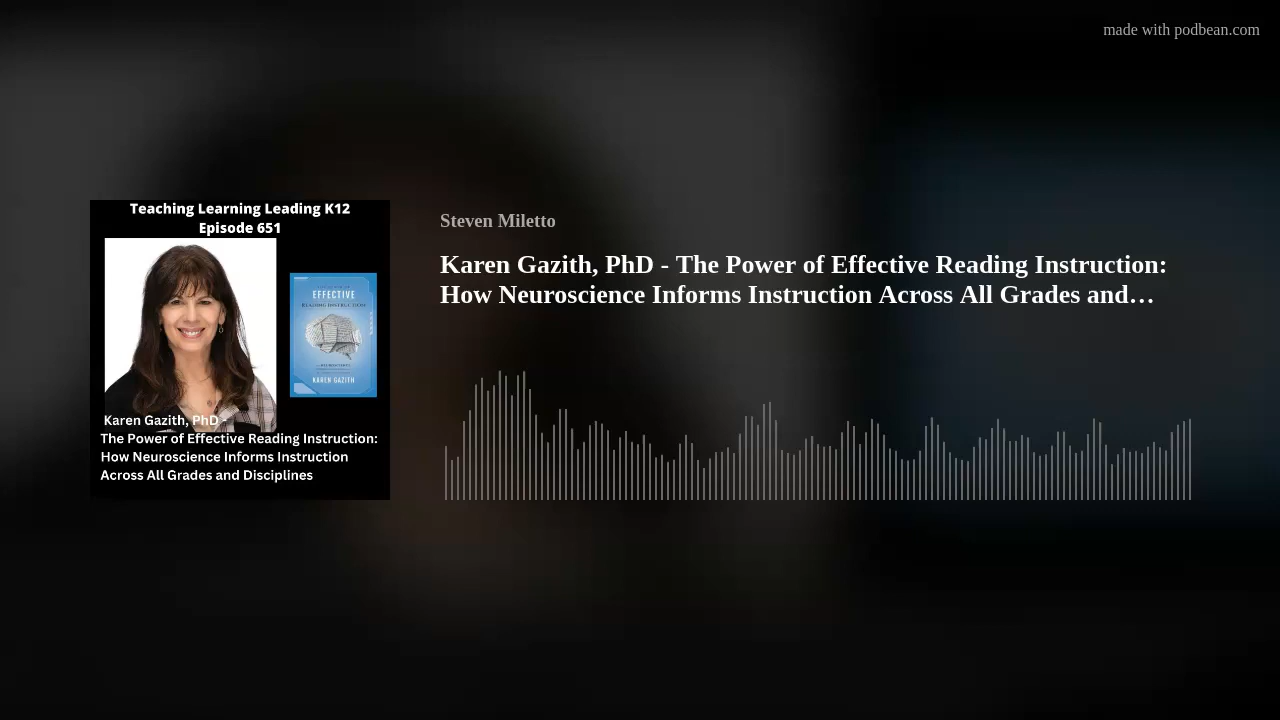 made with podbean.com
Teaching Learning Leading K12
Episode 651
EFFECTIVE
READING INSTRUCTION
KAREN GAZITH
Karen Gazith, PhD -
The Power of Effective Reading Instruction:
How Neuroscience Informs Instruction
Across All Grades and Disciplines
Steven Miletto
Karen Gazith, PhD - The Power of Effective Reading Instruction:
How Neuroscience Informs Instruction Across All Grades and…